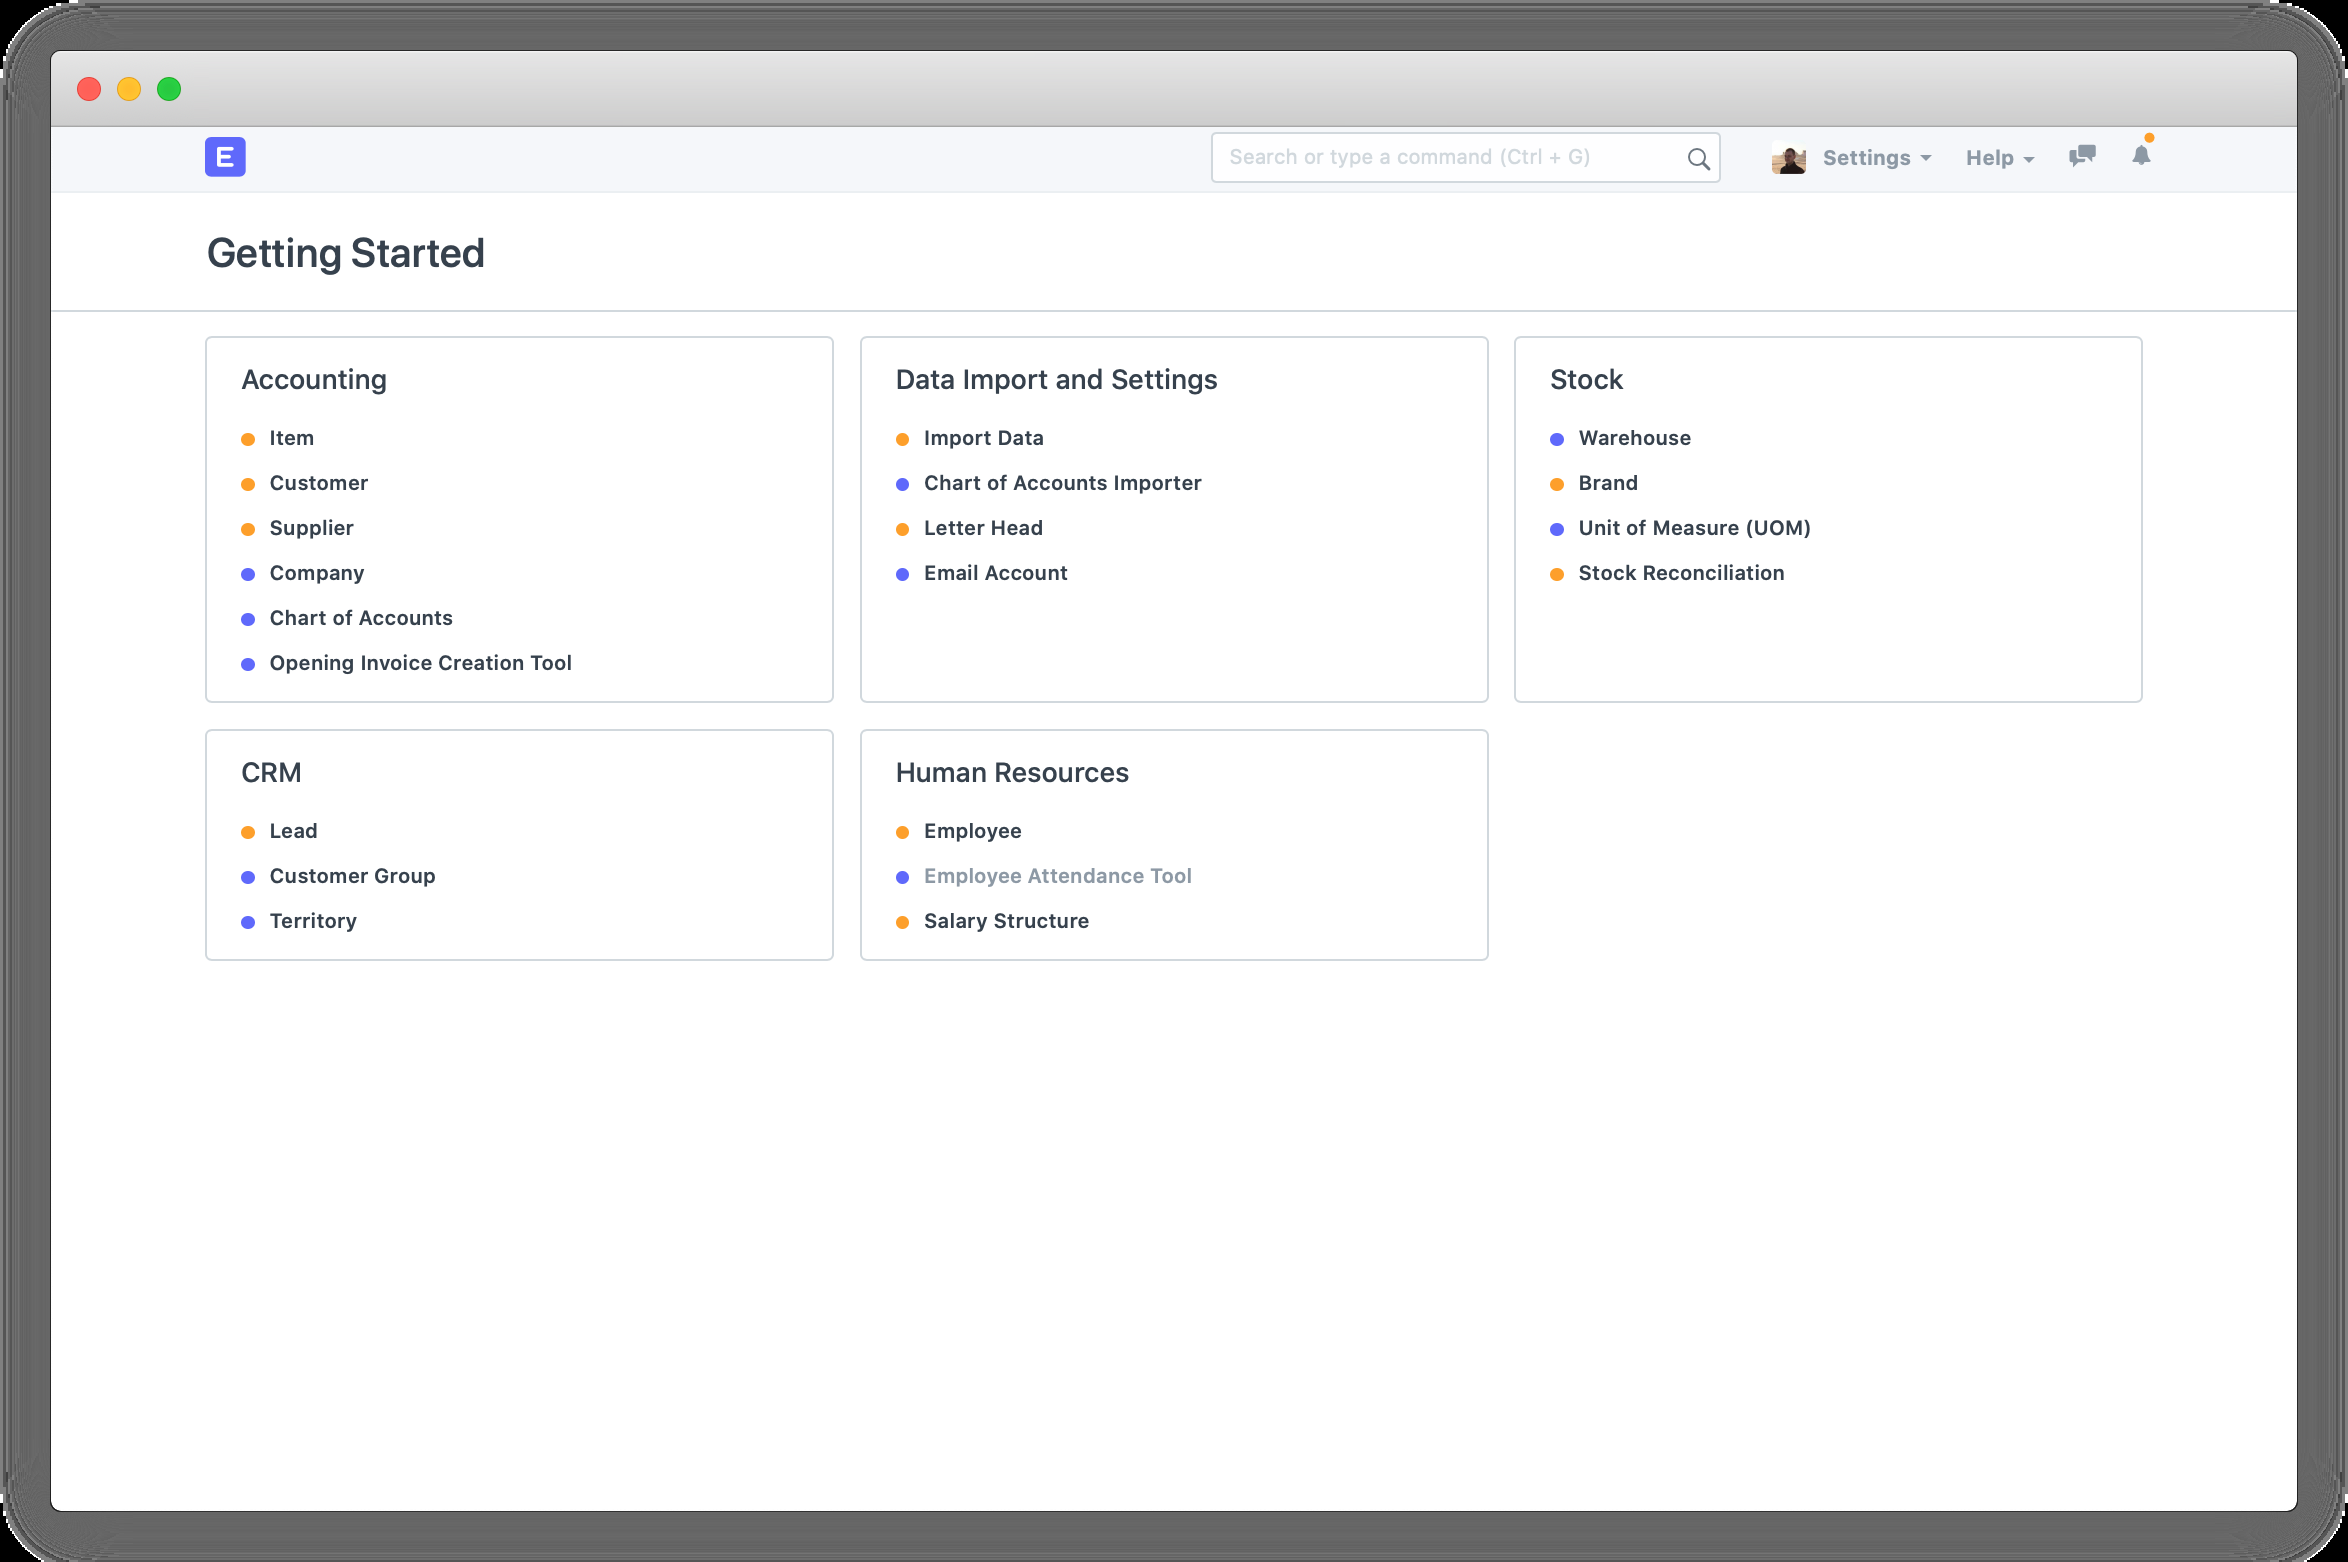 E
Search or type a command (Ctrl + G)
Settings
Help
Getting Started
Accounting
Item
Customer
Supplier
Company
Chart of Accounts
Opening Invoice Creation Tool
Data Import and Settings
Import Data
Chart of Accounts Importer
Letter Head
Email Account
Stock
Warehouse
Brand
Unit of Measure (UOM)
Stock Reconciliation
CRM
Lead
Customer Group
Territory
Human Resources
Employee
Employee Attendance Tool
Salary Structure